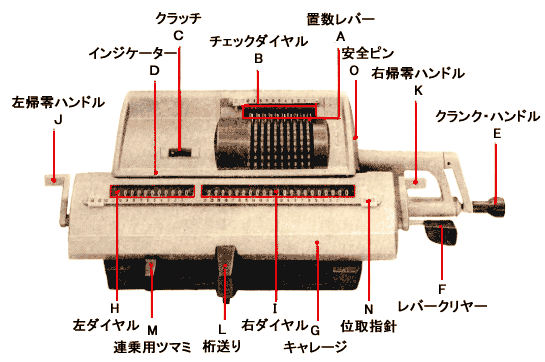 クラッチ
C
置数レバー
A
チェックダイヤル
B
インジケーター
D
安全ピン
O
右帰零ハンドル
K
左帰零ハンドル
J
クランク・ハンドル
E
F
レバークリヤー
H
左ダイヤル
M
連乗用ツマミ
L
桁送り
I
右ダイヤル
G
キャレージ
N
位取指針